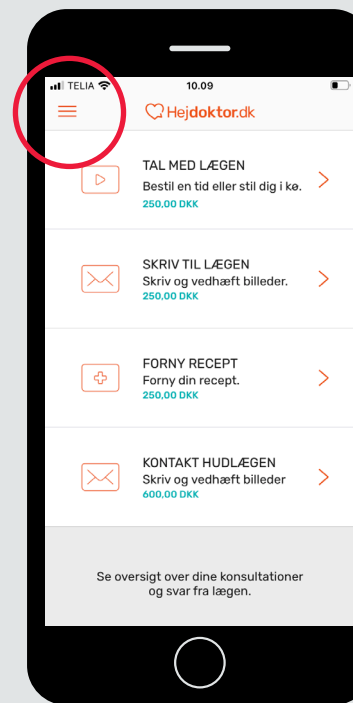 TELIA
10.09
Hejdoktor.dk
TAL MED LÆGEN
Bestil en tid eller stil dig i kø.
250,00 DKK
SKRIV TIL LÆGEN
Skriv og vedhæft billeder.
250,00 DKK
FORNY RECEPT
Forny din recept.
250,00 DKK
KONTAKT HUDLÆGEN
Skriv og vedhæft billeder
600,00 DKK
Se oversigt over dine konsultationer
og svar fra lægen.